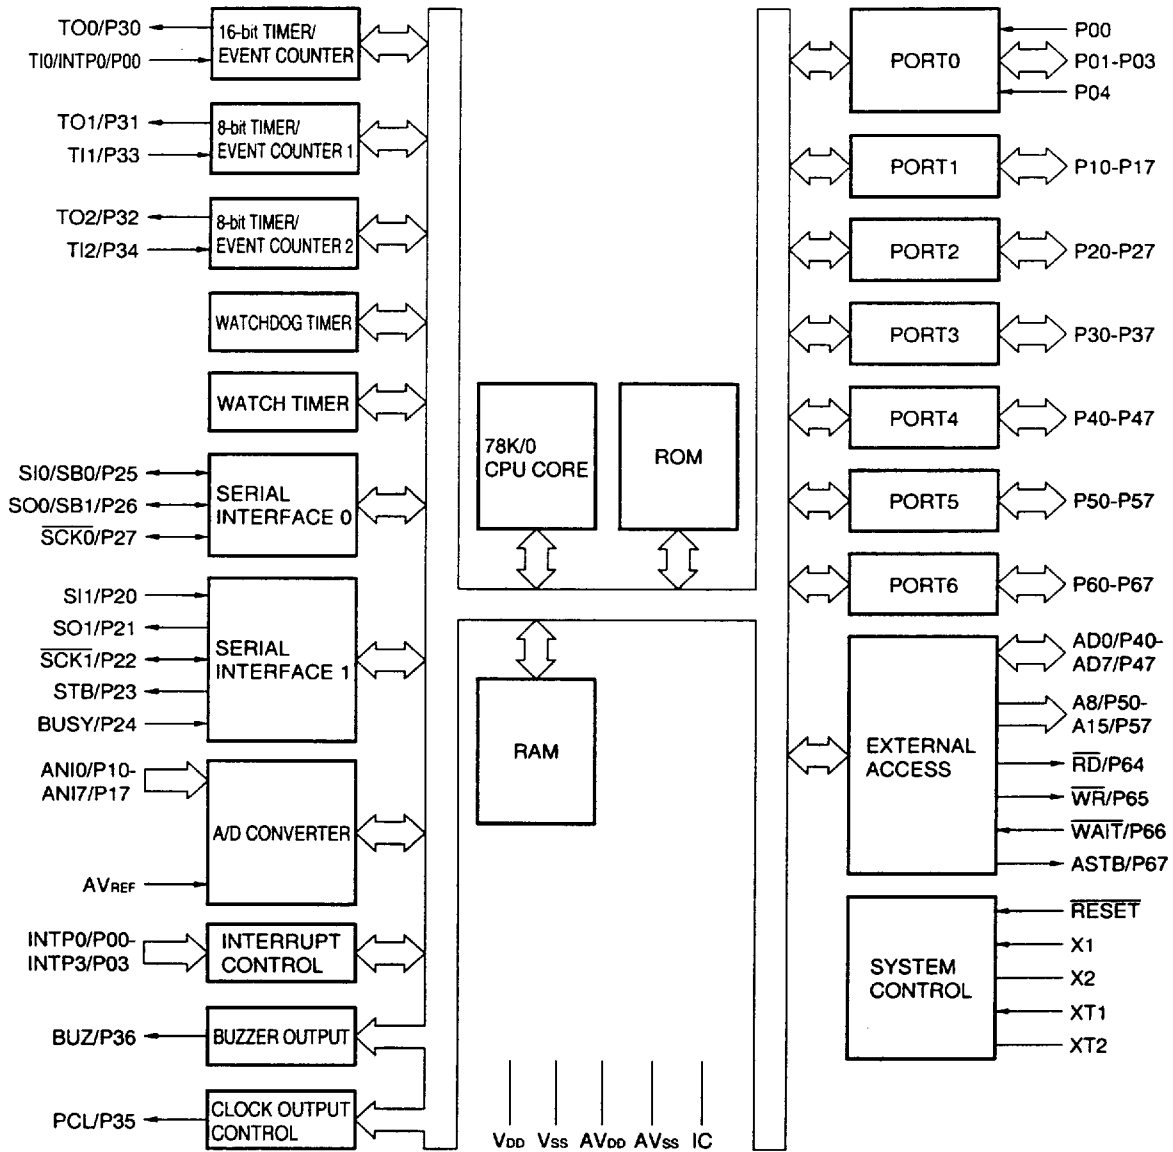 TO0/P30
TI0/INTP0/P00
16-bit TIMER/
EVENT COUNTER
TO1/P31
TI1/P33
8-bit TIMER/
EVENT COUNTER 1
TO2/P32
TI2/P34
8-bit TIMER/
EVENT COUNTER 2
WATCHDOG TIMER
WATCH TIMER
SI0/SB0/P25
SO0/SB1/P26
SCK0/P27
SERIAL
INTERFACE 0
SI1/P20
SO1/P21
SCK1/P22
STB/P23
BUSY/P24
SERIAL
INTERFACE 1
ANI0/P10-
ANI7/P17
AVREF
A/D CONVERTER
INTP0/P00-
INTP3/P03
INTERRUPT
CONTROL
BUZ/P36
BUZZER OUTPUT
PCL/P35
CLOCK OUTPUT
CONTROL
78K/0
CPU CORE
ROM
RAM
VDD VSS AVDD AVSS IC
PORT0
P00
P01-P03
P04
PORT1
P10-P17
PORT2
P20-P27
PORT3
P30-P37
PORT4
P40-P47
PORT5
P50-P57
PORT6
P60-P67
EXTERNAL
ACCESS
AD0/P40-
AD7/P47
A8/P50-
A15/P57
RD/P64
WR/P65
WAIT/P66
ASTB/P67
SYSTEM
CONTROL
RESET
X1
X2
XT1
XT2